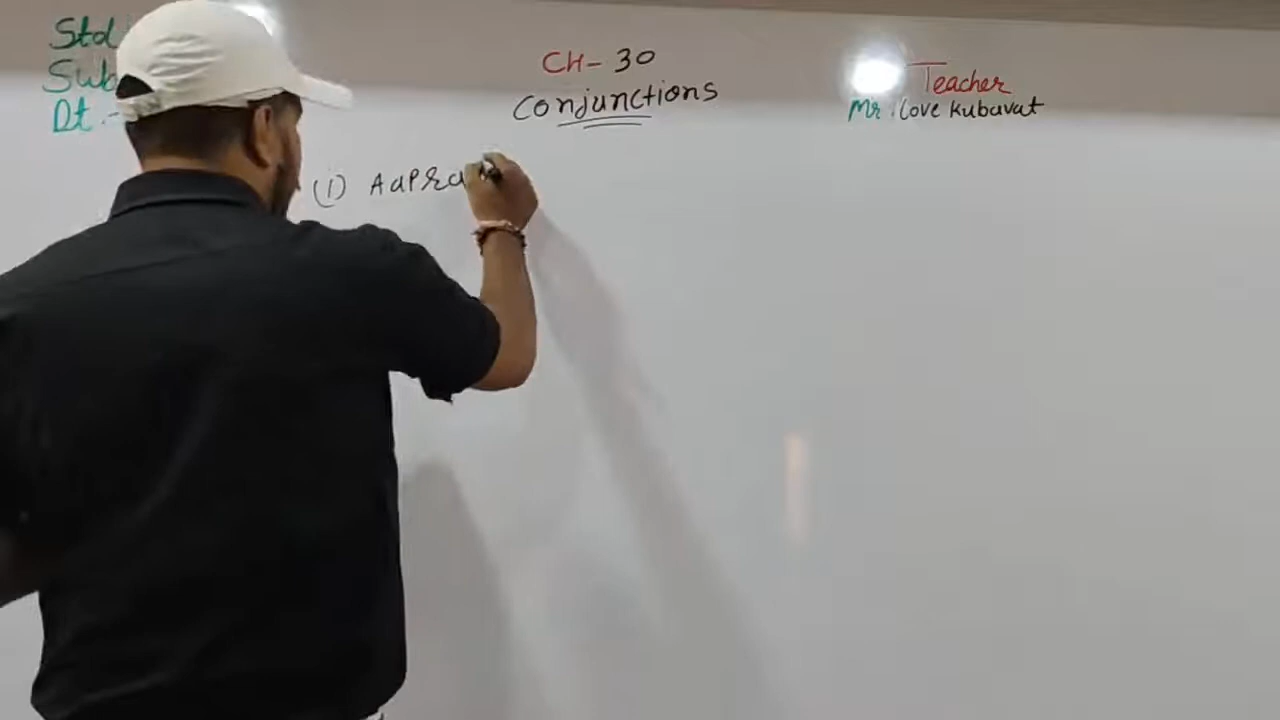 Std
Sub
Dt.-
CH-30
Conjunctions
Teacher
Mr. Love Kubavat
(1) Aapra